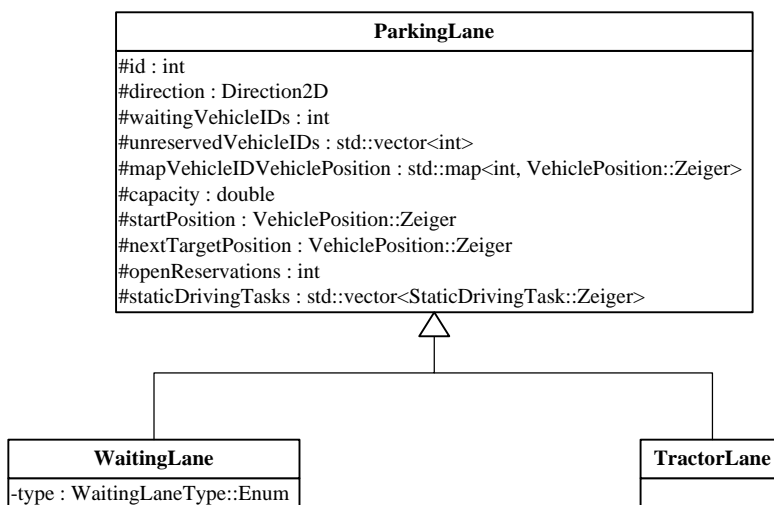 ParkingLane
#id : int
#direction : Direction2D
#waitingVehicleIDs : int
#unreservedVehicleIDs : std::vector<int>
#mapVehicleIDVehiclePosition : std::map<int, VehiclePosition::Zeiger>
#capacity : double
#startPosition : VehiclePosition::Zeiger
#nextTargetPosition : VehiclePosition::Zeiger
#openReservations : int
#staticDrivingTasks : std::vector<StaticDrivingTask::Zeiger>
WaitingLane
-type : WaitingLaneType::Enum
TractorLane